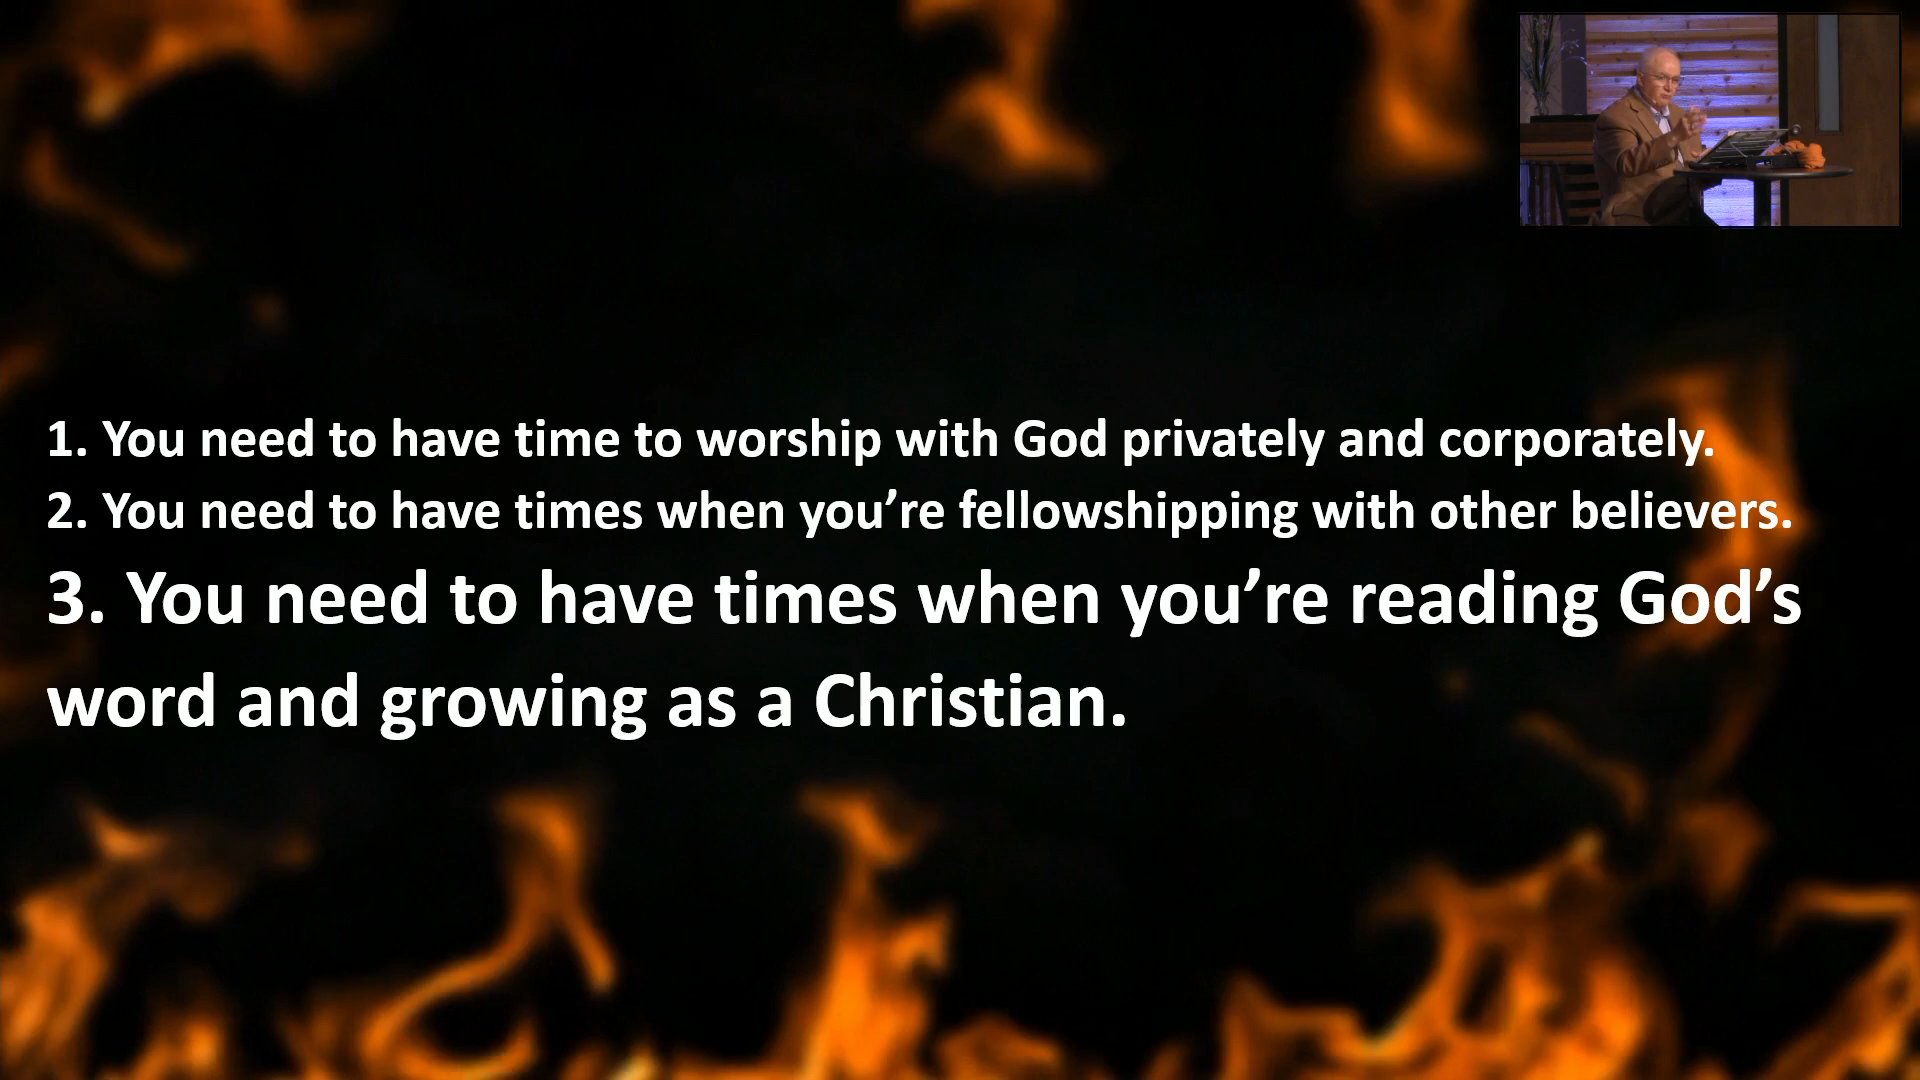 1. You need to have time to worship with God privately and corporately.
2. You need to have times when you’re fellowshipping with other believers.
3. You need to have times when you’re reading God’s
word and growing as a Christian.